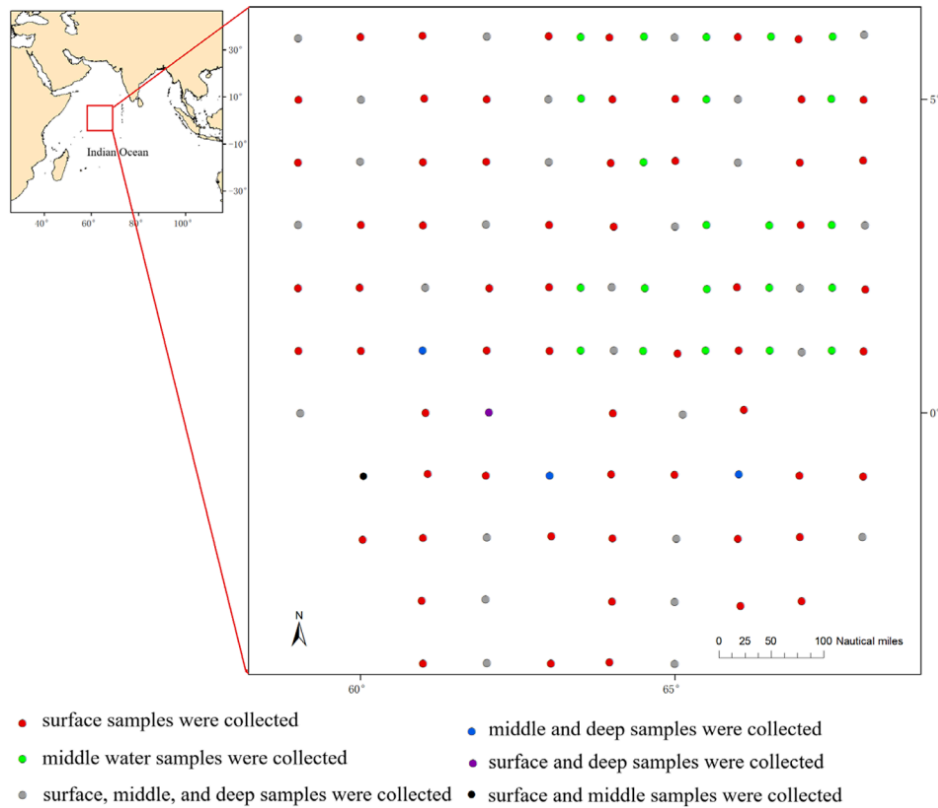 30°
10°
−10°
−30°
Indian Ocean
40°
60°
80°
100°
5°
0°
N
0 25 50 100 Nautical miles
60°
65°
surface samples were collected
middle water samples were collected
surface, middle, and deep samples were collected
middle and deep samples were collected
surface and deep samples were collected
surface and middle samples were collected